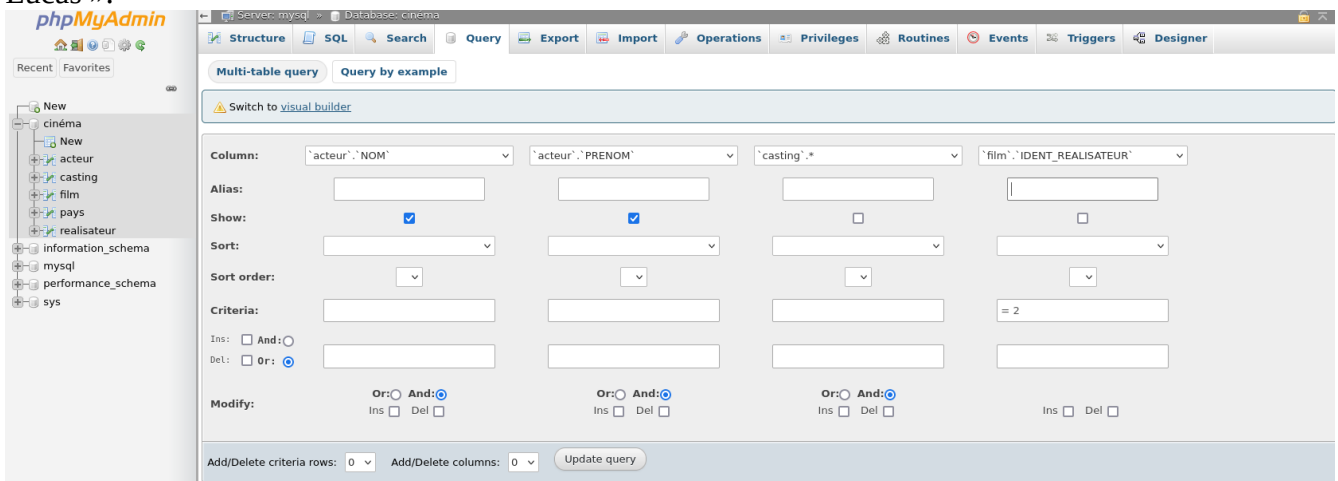 Lucas ».
phpMyAdmin
Recent Favorites
New
cinéma
New
acteur
casting
film
pays
realisateur
information_schema
mysql
performance_schema
sys
Server: mysql » Database: cinéma
Structure SQL Search Query Export Import Operations Privileges Routines Events Triggers Designer
Multi-table query Query by example
Switch to visual builder
Column: `acteur`.`NOM` `acteur`.`PRENOM` `casting`.* `film`.`IDENT_REALISATEUR`
Alias:
Show:
Sort:
Sort order:
Criteria: = 2
Ins: And:
Del: Or:
Modify: Or: And: Or: And: Or: And:
Ins Del Ins Del Ins Del Ins Del
Add/Delete criteria rows: 0 Add/Delete columns: 0 Update query